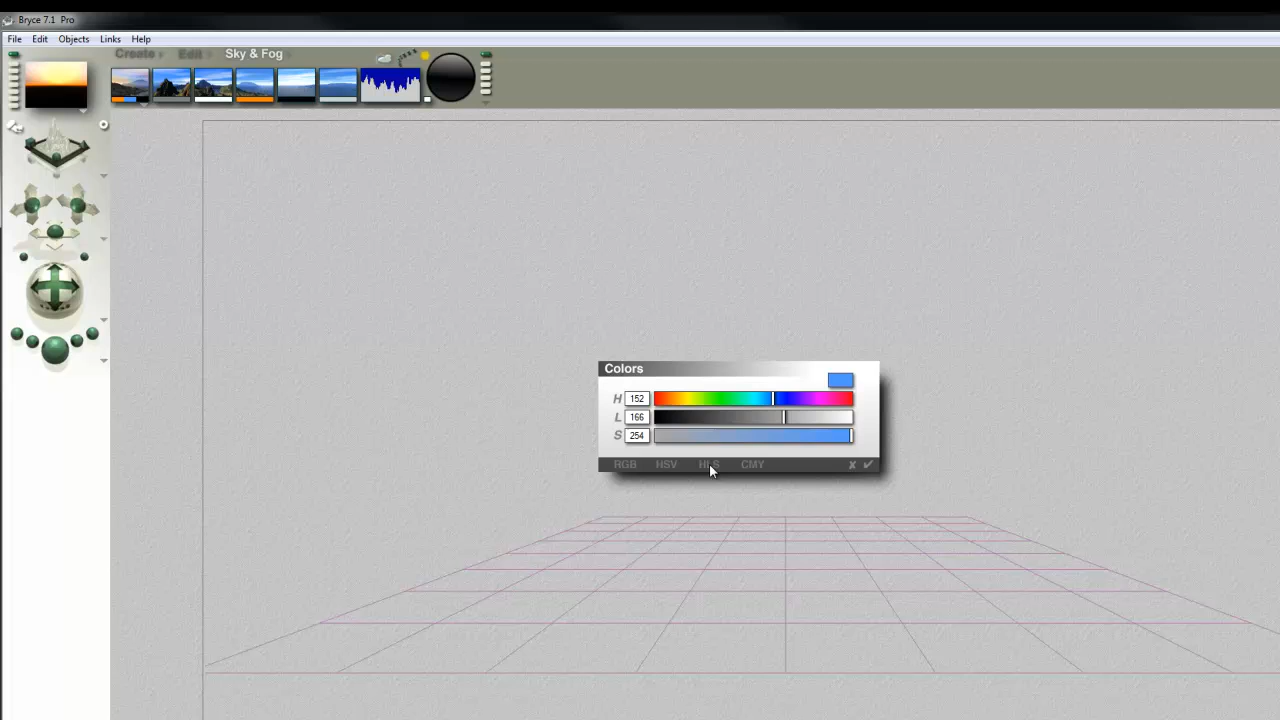 Bryce 7.1 Pro
File Edit Objects Links Help
Create Edit Sky & Fog
Colors
H 152
L 166
S 254
RGB HSV HLS CMY